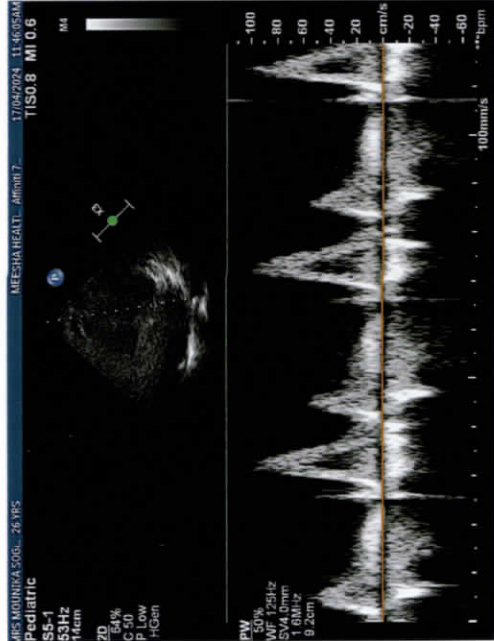 MRS MOUNIKA SOGI.. 26 YRS
MEESHA HEALT.. Affiniti 7..
17/04/2024 11:46:05AM
TIS0.8 MI 0.6
Pediatric
S5-1
53Hz
14cm
M4
2D
64%
C 50
P Low
HGen
PW
50%
WF 125Hz
SV4.0mm
1.6MHz
9.2cm
-100
-80
-60
-40
-20
cm/s
-20
-40
-60
100mm/s
***bpm